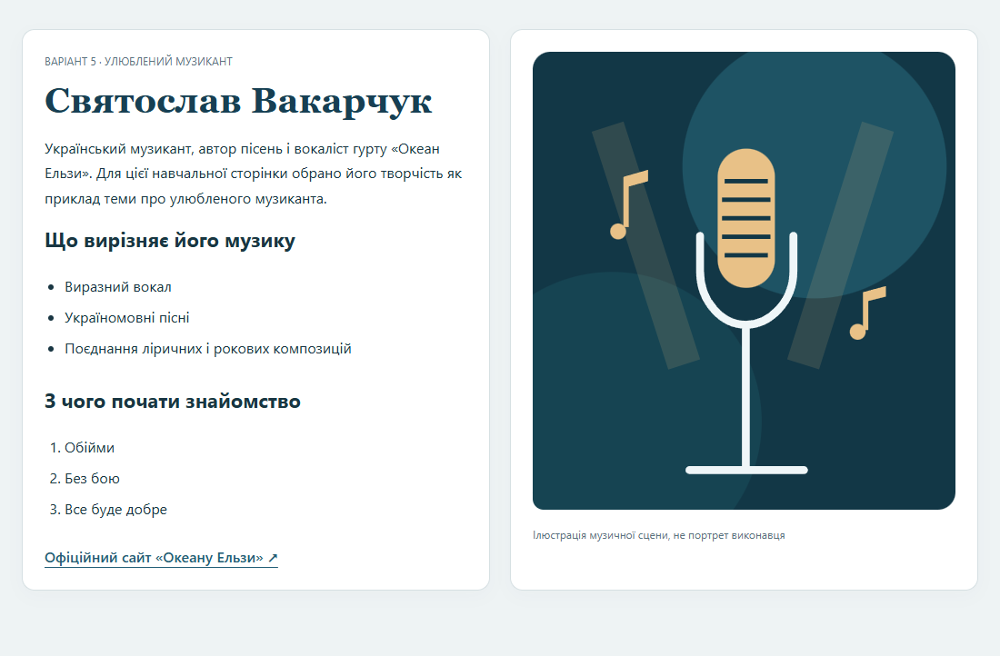 ВАРІАНТ 5 · УЛЮБЛЕНИЙ МУЗИКАНТ
Святослав Вакарчук
Український музикант, автор пісень і вокаліст гурту «Океан
Ельзи». Для цієї навчальної сторінки обрано його творчість як
приклад теми про улюбленого музиканта.
Що вирізняє його музику
• Виразний вокал
• Україномовні пісні
• Поєднання ліричних і рокових композицій
З чого почати знайомство
1. Обійми
2. Без бою
3. Все буде добре
Офіційний сайт «Океану Ельзи» ↗
Ілюстрація музичної сцени, не портрет виконавця